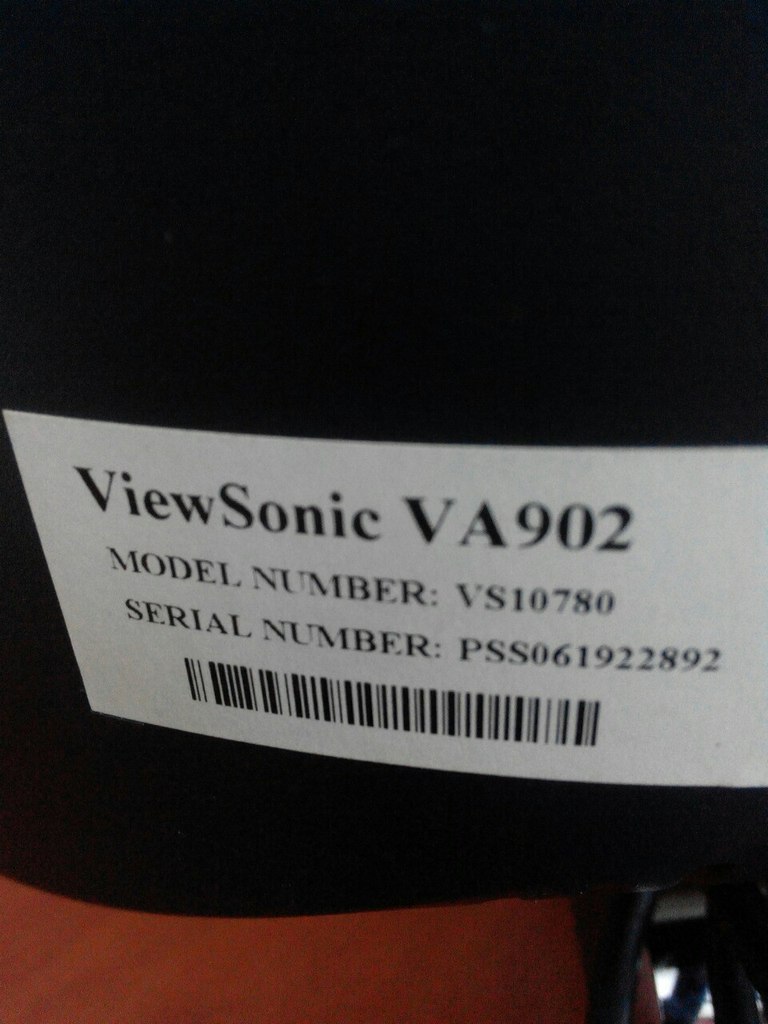 ViewSonic VA902
MODEL NUMBER: VS10780
SERIAL NUMBER: PSS061922892